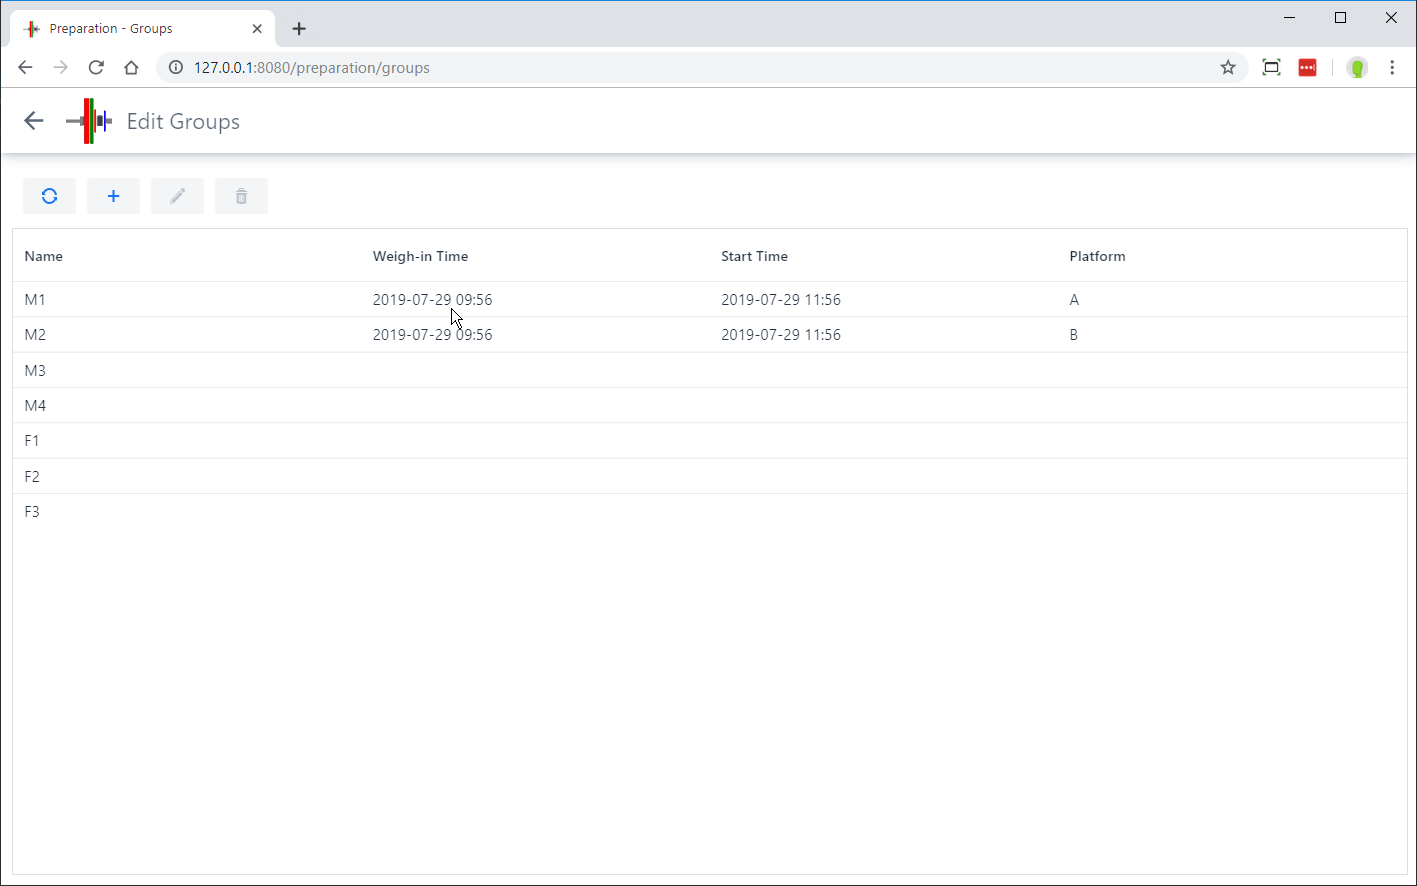 Preparation - Groups
127.0.0.1:8080/preparation/groups
Edit Groups
Name Weigh-in Time Start Time Platform
M1 2019-07-29 09:56 2019-07-29 11:56 A
M2 2019-07-29 09:56 2019-07-29 11:56 B
M3
M4
F1
F2
F3